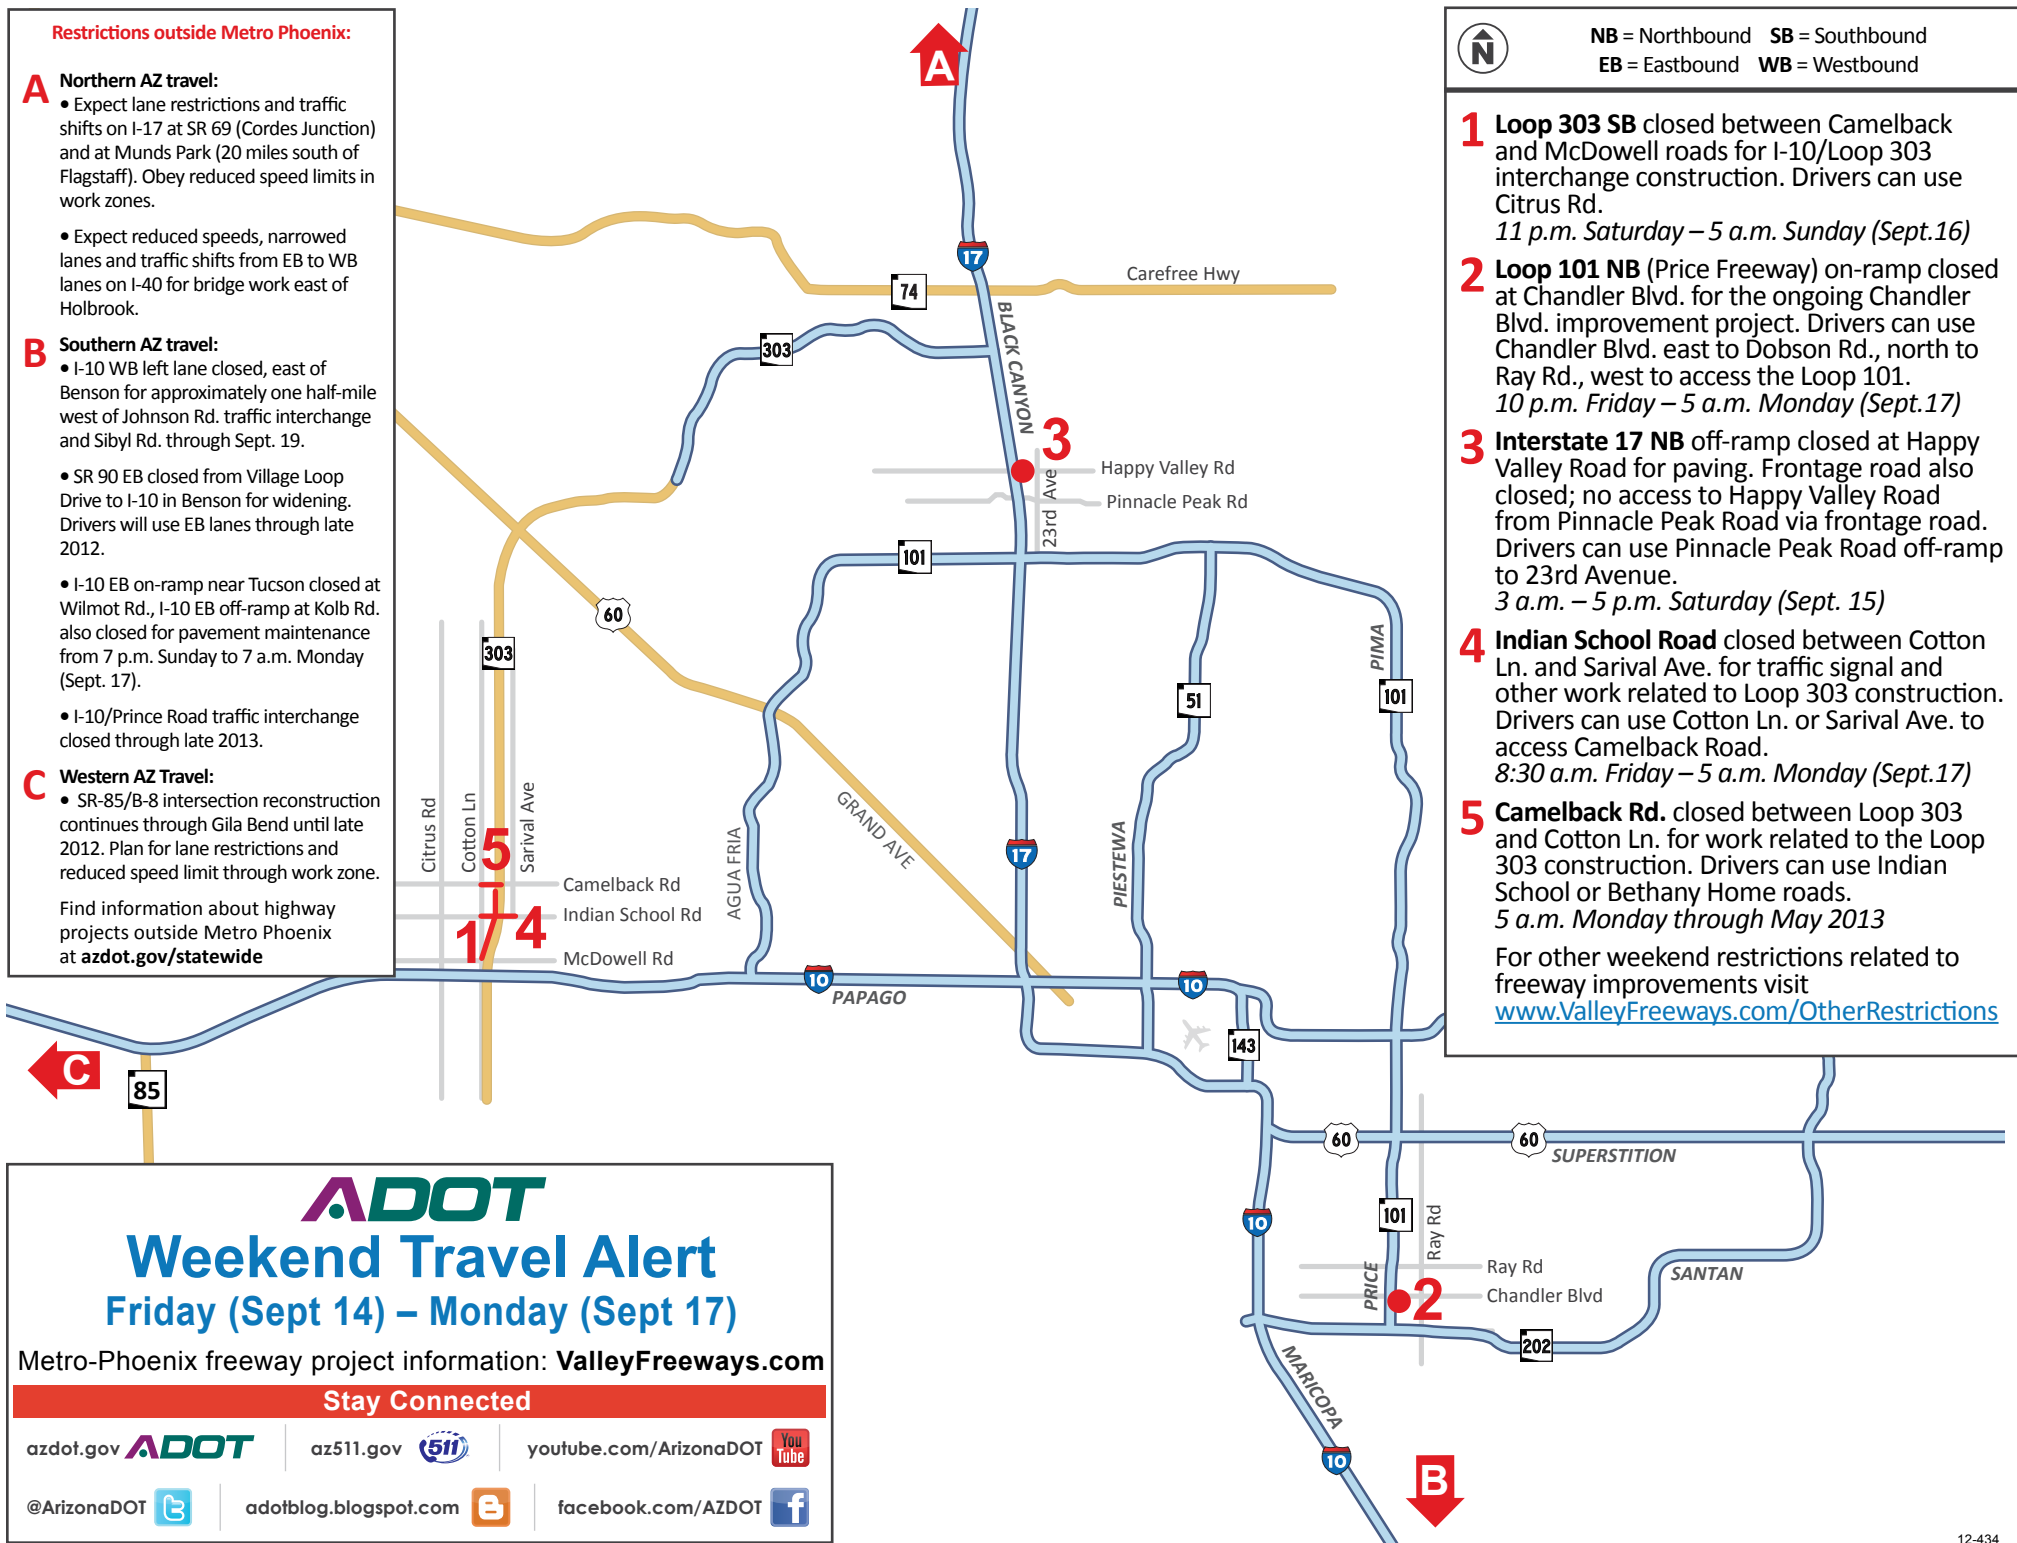 Restrictions outside Metro Phoenix:
A Northern AZ travel:
• Expect lane restrictions and traffic
shifts on I-17 at SR 69 (Cordes Junction)
and at Munds Park (20 miles south of
Flagstaff). Obey reduced speed limits in
work zones.
• Expect reduced speeds, narrowed
lanes and traffic shifts from EB to WB
lanes on I-40 for bridge work east of
Holbrook.
B Southern AZ travel:
• I-10 WB left lane closed, east of
Benson for approximately one half-mile
west of Johnson Rd. traffic interchange
and Sibyl Rd. through Sept. 19.
• SR 90 EB closed from Village Loop
Drive to I-10 in Benson for widening.
Drivers will use EB lanes through late
2012.
• I-10 EB on-ramp near Tucson closed at
Wilmot Rd., I-10 EB off-ramp at Kolb Rd.
also closed for pavement maintenance
from 7 p.m. Sunday to 7 a.m. Monday
(Sept. 17).
• I-10/Prince Road traffic interchange
closed through late 2013.
C Western AZ Travel:
• SR-85/B-8 intersection reconstruction
continues through Gila Bend until late
2012. Plan for lane restrictions and
reduced speed limit through work zone.
Find information about highway
projects outside Metro Phoenix
at azdot.gov/statewide
N
NB = Northbound SB = Southbound
EB = Eastbound WB = Westbound
1 Loop 303 SB closed between Camelback
and McDowell roads for I-10/Loop 303
interchange construction. Drivers can use
Citrus Rd.
11 p.m. Saturday – 5 a.m. Sunday (Sept.16)
2 Loop 101 NB (Price Freeway) on-ramp closed
at Chandler Blvd. for the ongoing Chandler
Blvd. improvement project. Drivers can use
Chandler Blvd. east to Dobson Rd., north to
Ray Rd., west to access the Loop 101.
10 p.m. Friday – 5 a.m. Monday (Sept.17)
3 Interstate 17 NB off-ramp closed at Happy
Valley Road for paving. Frontage road also
closed; no access to Happy Valley Road
from Pinnacle Peak Road via frontage road.
Drivers can use Pinnacle Peak Road off-ramp
to 23rd Avenue.
3 a.m. – 5 p.m. Saturday (Sept. 15)
4 Indian School Road closed between Cotton
Ln. and Sarival Ave. for traffic signal and
other work related to Loop 303 construction.
Drivers can use Cotton Ln. or Sarival Ave. to
access Camelback Road.
8:30 a.m. Friday – 5 a.m. Monday (Sept.17)
5 Camelback Rd. closed between Loop 303
and Cotton Ln. for work related to the Loop
303 construction. Drivers can use Indian
School or Bethany Home roads.
5 a.m. Monday through May 2013
For other weekend restrictions related to
freeway improvements visit
www.ValleyFreeways.com/OtherRestrictions
A
17
Carefree Hwy
74
BLACK CANYON
303
3
Happy Valley Rd
23rd Ave
Pinnacle Peak Rd
101
60
303
PIMA
51
101
Citrus Rd
Cotton Ln
Sarival Ave
5
AGUA FRIA
GRAND AVE
17
PIESTEWA
Camelback Rd
Indian School Rd
1
4
McDowell Rd
10
PAPAGO
10
143
C
85
60
60
SUPERSTITION
10
101
Ray Rd
PRICE
Ray Rd
Chandler Blvd
2
SANTAN
202
MARICOPA
10
B
ADOT
Weekend Travel Alert
Friday (Sept 14) – Monday (Sept 17)
Metro-Phoenix freeway project information: ValleyFreeways.com
Stay Connected
azdot.gov ADOT
az511.gov 511
youtube.com/ArizonaDOT You Tube
@ArizonaDOT
adotblog.blogspot.com
facebook.com/AZDOT
12-434